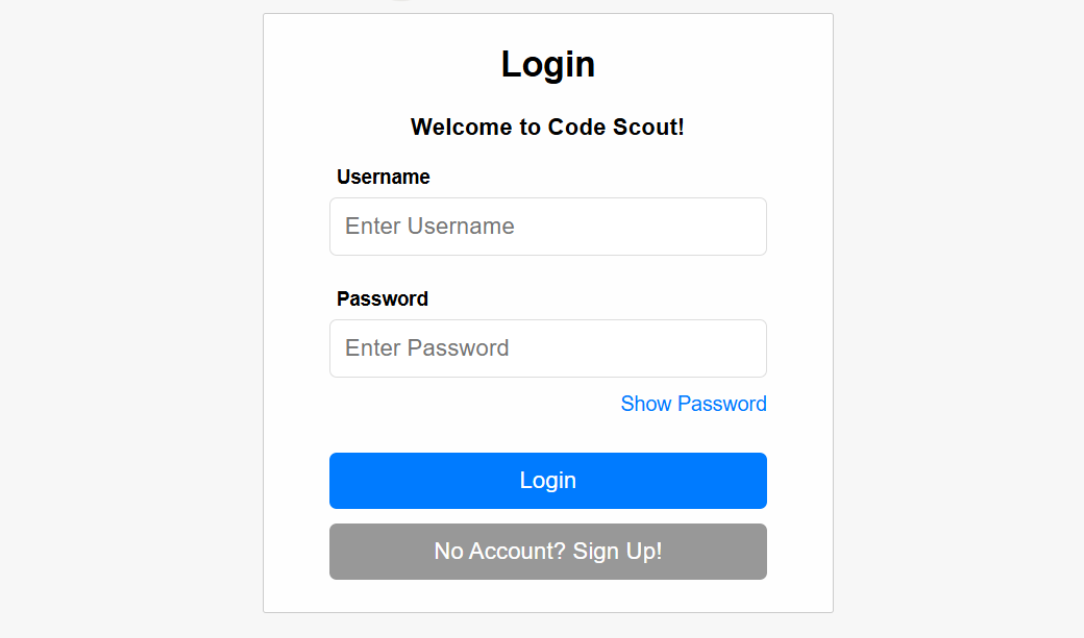 Login
Welcome to Code Scout!
Username
Enter Username
Password
Enter Password
Show Password
Login
No Account? Sign Up!